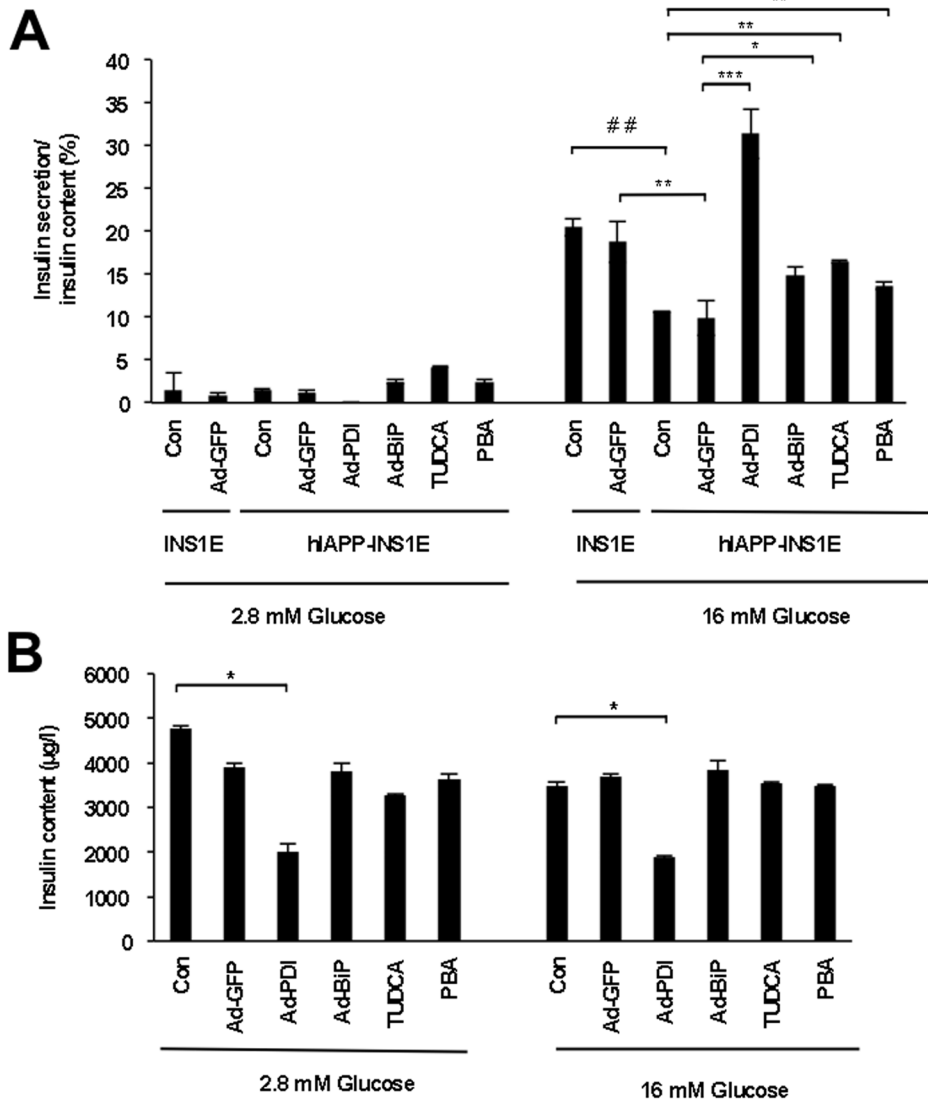 A
**
**
*
***
##
**
Insulin secretion/
insulin content (%)
40
35
30
25
20
15
10
5
0
Con
Ad-GFP
Con
Ad-GFP
Ad-PDI
Ad-BiP
TUDCA
PBA
Con
Ad-GFP
Con
Ad-GFP
Ad-PDI
Ad-BiP
TUDCA
PBA
INS1E
hIAPP-INS1E
INS1E
hIAPP-INS1E
2.8 mM Glucose
16 mM Glucose
B
*
*
Insulin content (µg/l)
6000
5000
4000
3000
2000
1000
0
Con
Ad-GFP
Ad-PDI
Ad-BiP
TUDCA
PBA
Con
Ad-GFP
Ad-PDI
Ad-BiP
TUDCA
PBA
2.8 mM Glucose
16 mM Glucose